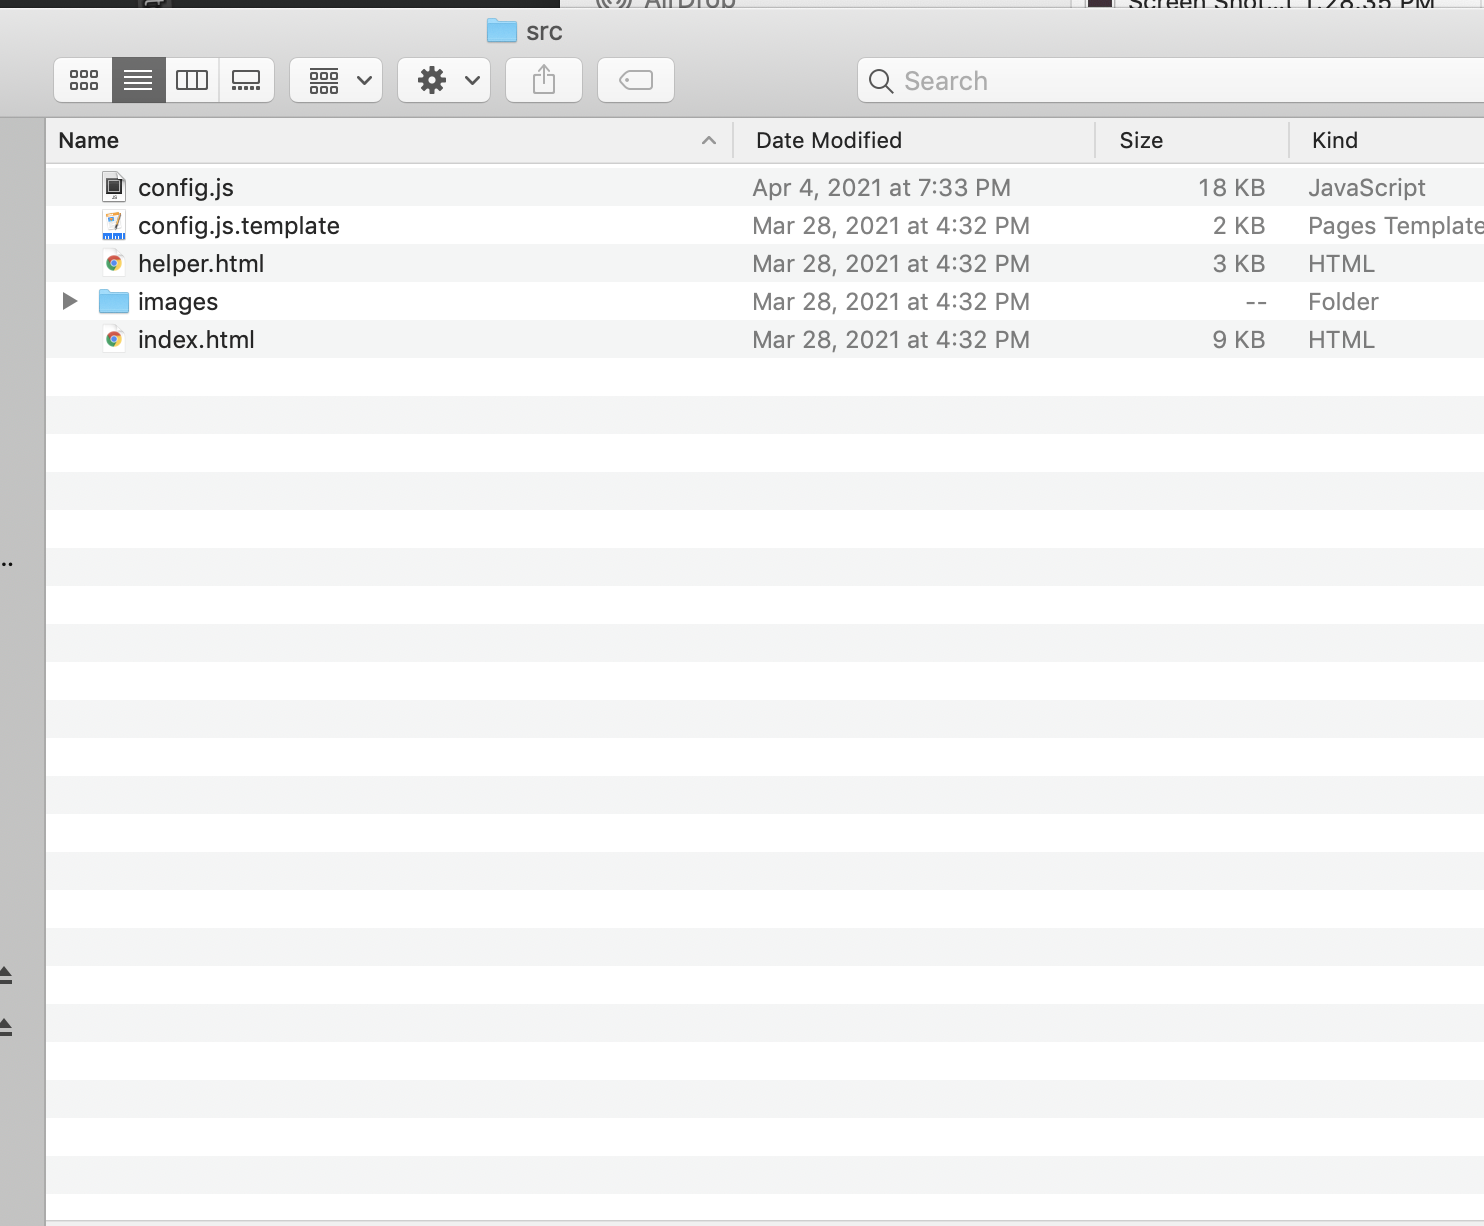 AirDrop
Screen Shot...t 1.28.35 PM
src
Search
Name Date Modified Size Kind
config.js Apr 4, 2021 at 7:33 PM 18 KB JavaScript
config.js.template Mar 28, 2021 at 4:32 PM 2 KB Pages Template
helper.html Mar 28, 2021 at 4:32 PM 3 KB HTML
images Mar 28, 2021 at 4:32 PM -- Folder
index.html Mar 28, 2021 at 4:32 PM 9 KB HTML